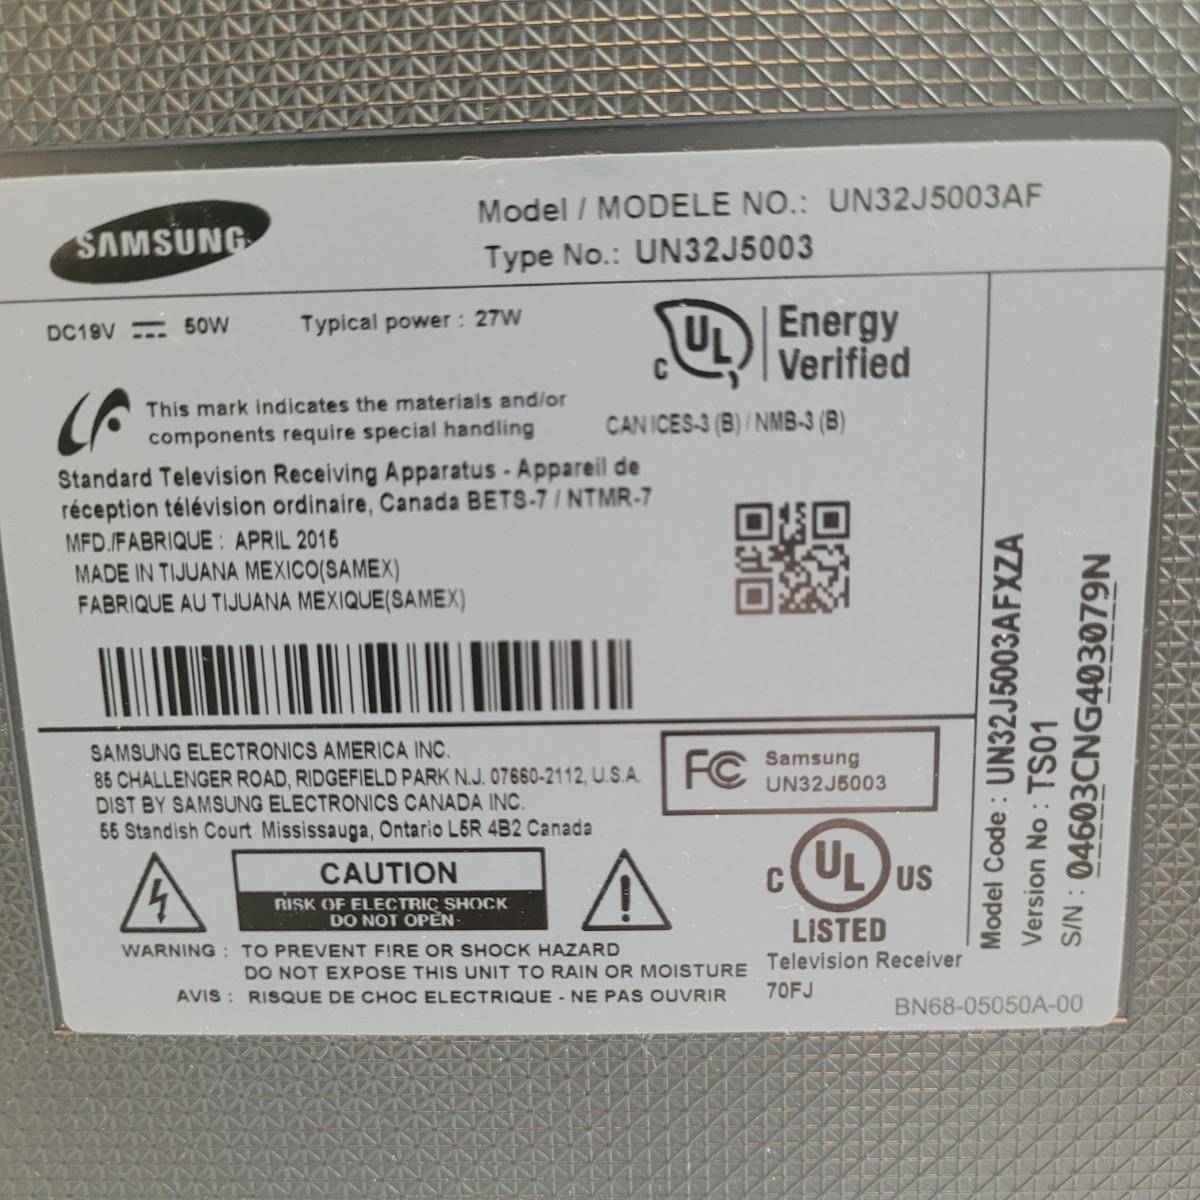 SAMSUNG
Model / MODELE NO.: UN32J5003AF
Type No.: UN32J5003
DC19V 50W Typical power : 27W
C UL Energy Verified
This mark indicates the materials and/or
components require special handling
CAN ICES-3 (B) / NMB-3 (B)
Standard Television Receiving Apparatus - Appareil de
réception télévision ordinaire, Canada BETS-7 / NTMR-7
MFD./FABRIQUE : APRIL 2015
MADE IN TIJUANA MEXICO(SAMEX)
FABRIQUE AU TIJUANA MEXIQUE(SAMEX)
SAMSUNG ELECTRONICS AMERICA INC.
85 CHALLENGER ROAD, RIDGEFIELD PARK N.J. 07660-2112, U.S.A.
DIST BY SAMSUNG ELECTRONICS CANADA INC.
55 Standish Court Mississauga, Ontario L5R 4B2 Canada
FC Samsung
UN32J5003
CAUTION
RISK OF ELECTRIC SHOCK
DO NOT OPEN
C UL US
LISTED
Television Receiver
70FJ
WARNING : TO PREVENT FIRE OR SHOCK HAZARD
DO NOT EXPOSE THIS UNIT TO RAIN OR MOISTURE
AVIS : RISQUE DE CHOC ELECTRIQUE - NE PAS OUVRIR
BN68-05050A-00
Model Code : UN32J5003AFXZA
Version No : TS01
S/N : 04603CNG403079N